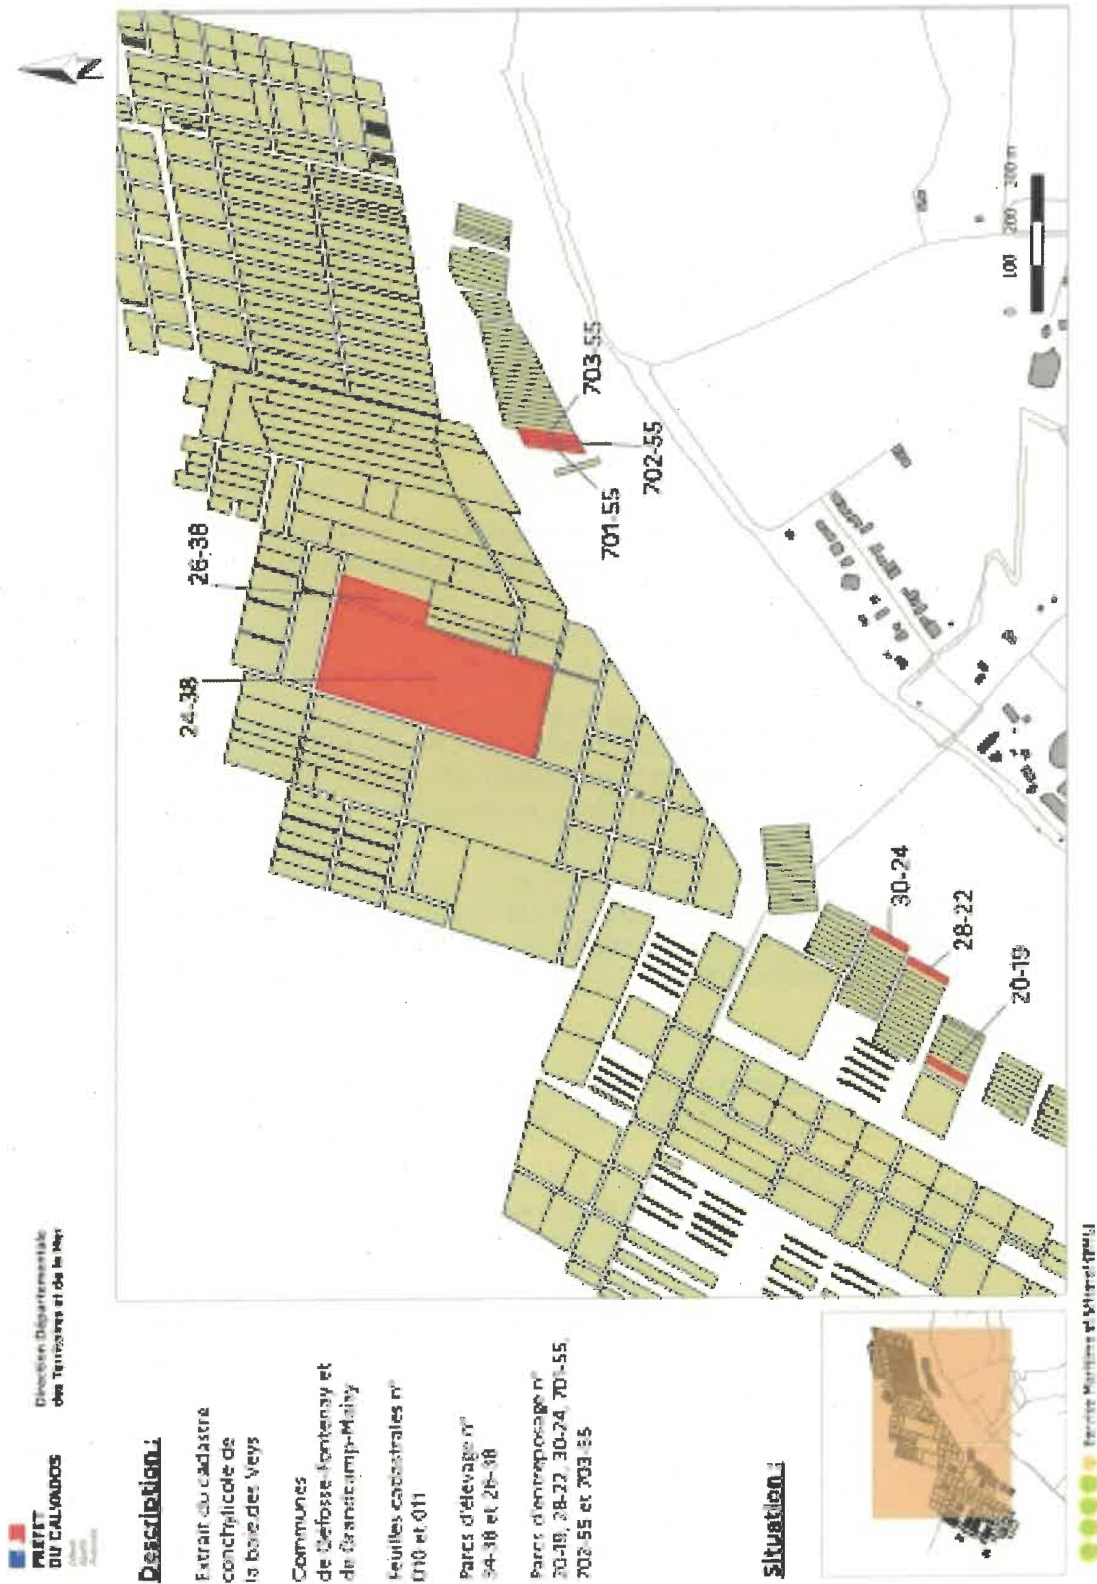 PRÉFET
DU CALVADOS
Direction Départementale
des Territoires et de la Mer
Description :
Extrait du cadastre
conchylicole de
la baie des Veys
Communes
de Géfosse-Fontenay et
de Grandcamp-Maisy
Feuilles cadastrales n°
010 et 011
Parcs d'élevage n°
94-38 et 26-38
Parcs d'entreposage n°
20-19, 28-22, 30-24, 701-55,
702-55 et 703-55
Situation :
24-38
26-38
701-55
702-55
703-55
30-24
28-22
20-19
0 100 200 300 m
N